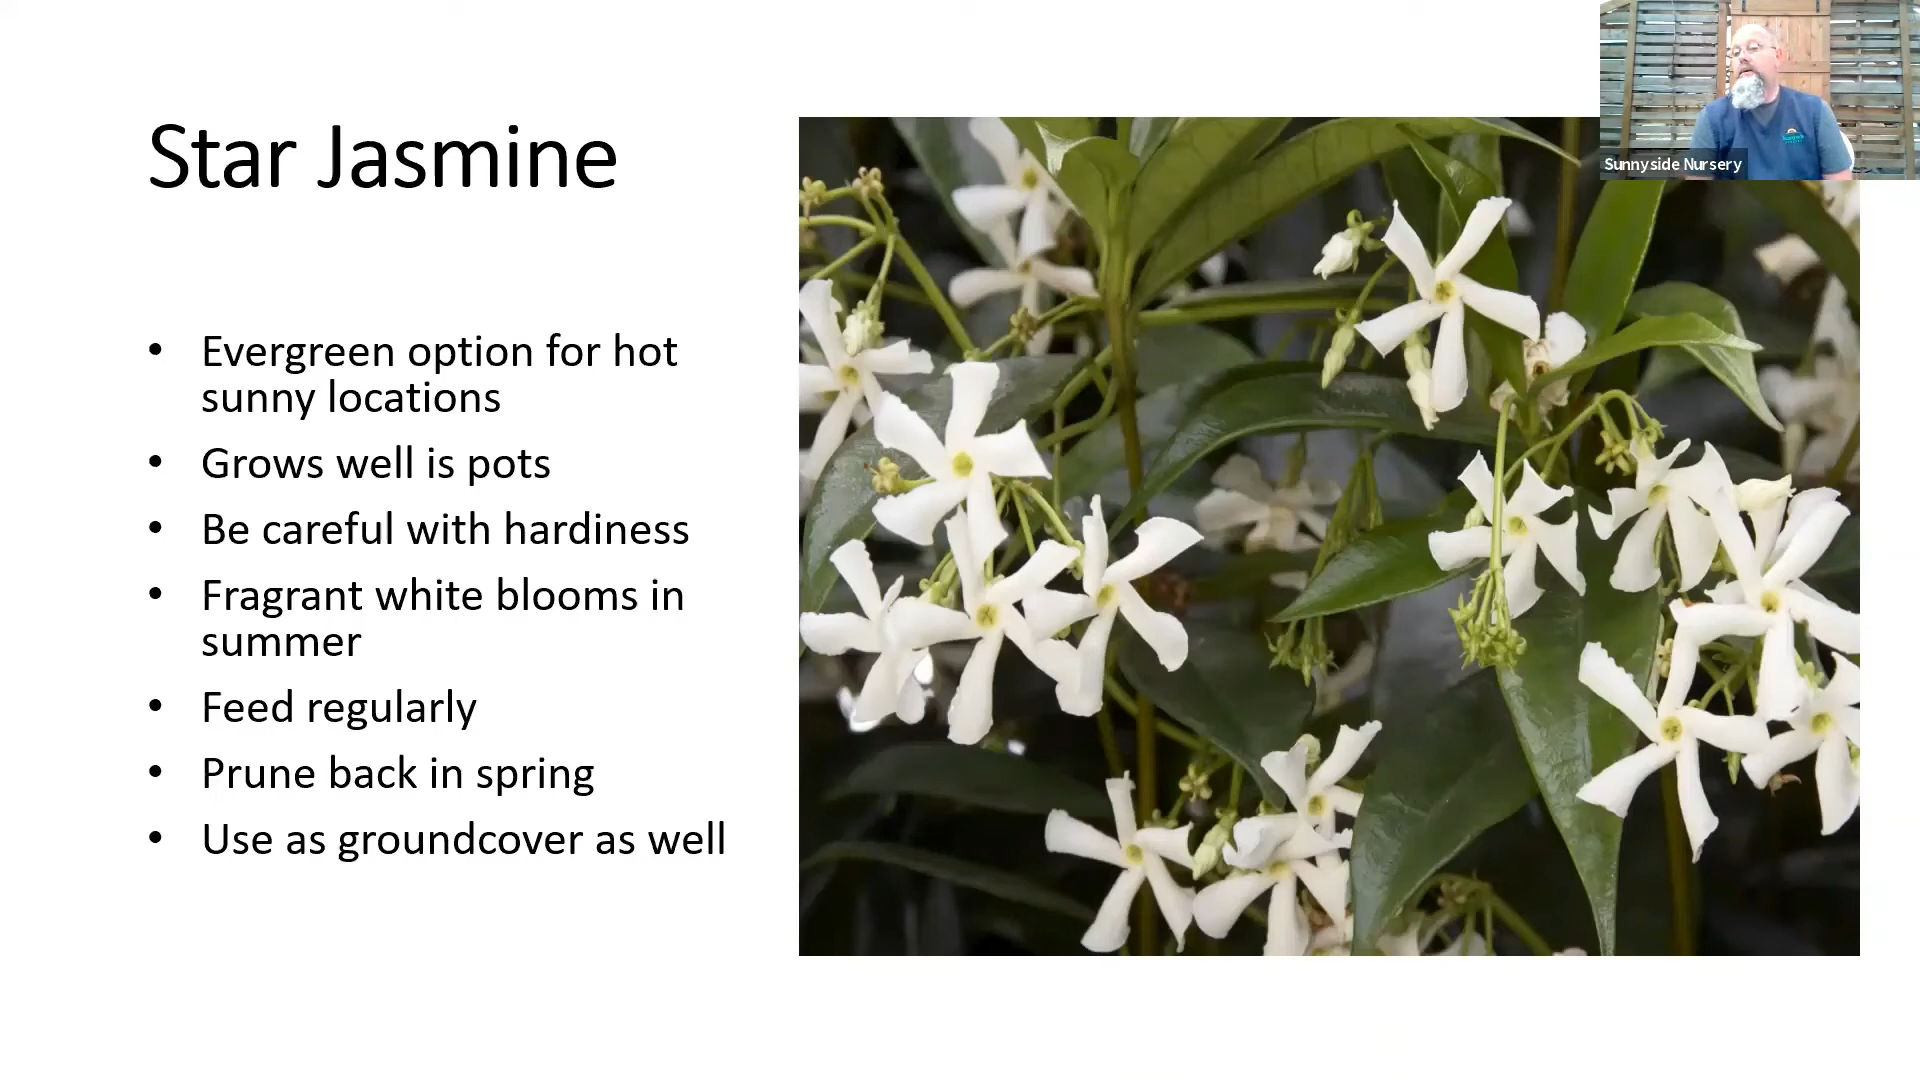 Star Jasmine
Sunnyside Nursery
• Evergreen option for hot
sunny locations
• Grows well is pots
• Be careful with hardiness
• Fragrant white blooms in
summer
• Feed regularly
• Prune back in spring
• Use as groundcover as well